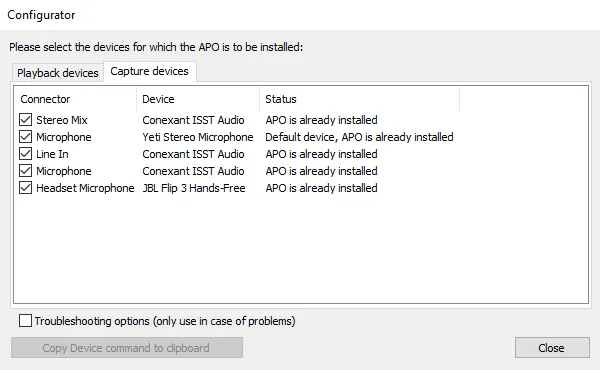 Configurator
Please select the devices for which the APO is to be installed:
Playback devices Capture devices
Connector Device Status
Stereo Mix Conexant ISST Audio APO is already installed
Microphone Yeti Stereo Microphone Default device, APO is already installed
Line In Conexant ISST Audio APO is already installed
Microphone Conexant ISST Audio APO is already installed
Headset Microphone JBL Flip 3 Hands-Free APO is already installed
Troubleshooting options (only use in case of problems)
Copy Device command to clipboard Close